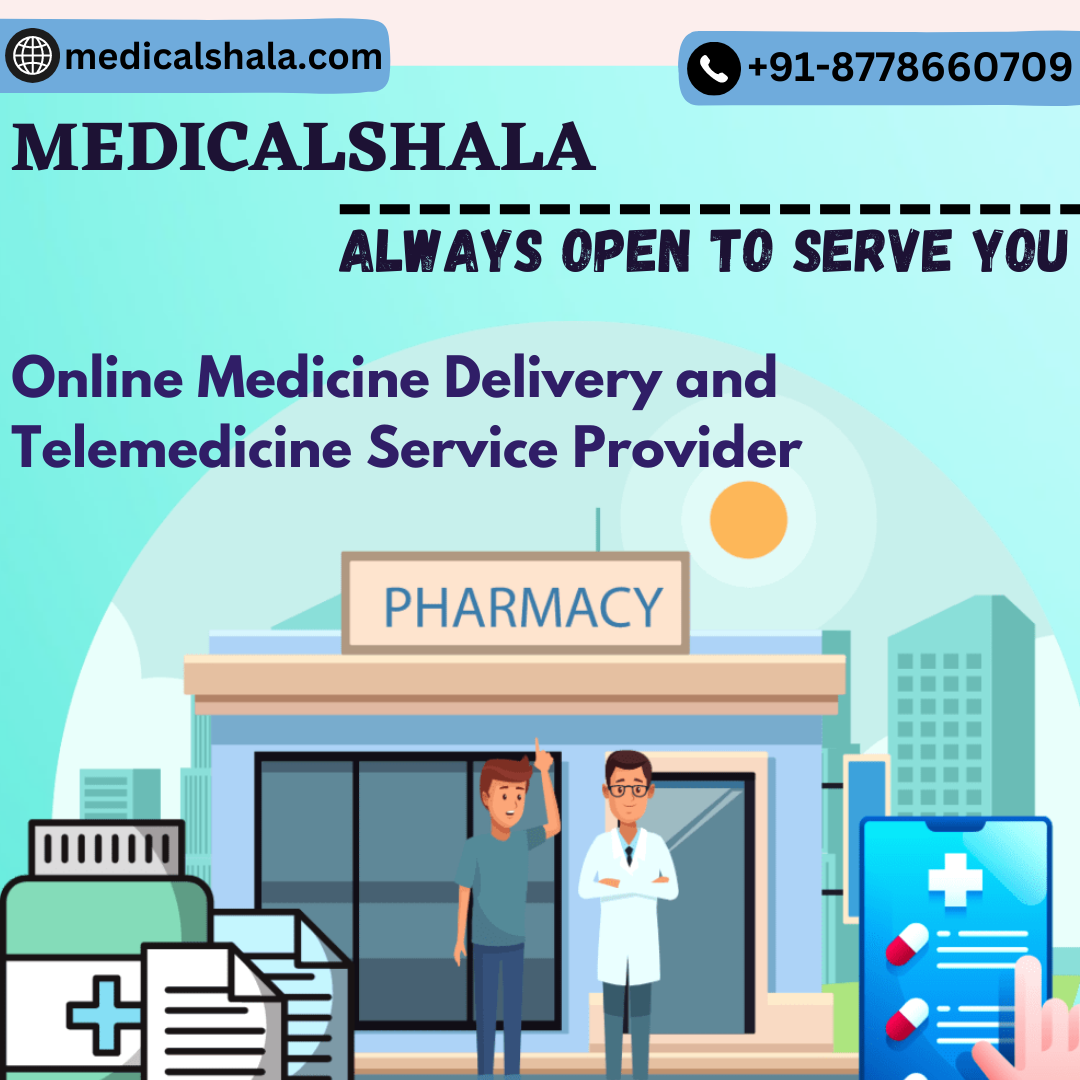 medicalshala.com
+91-8778660709
MEDICALSHALA
ALWAYS OPEN TO SERVE YOU
Online Medicine Delivery and
Telemedicine Service Provider
PHARMACY